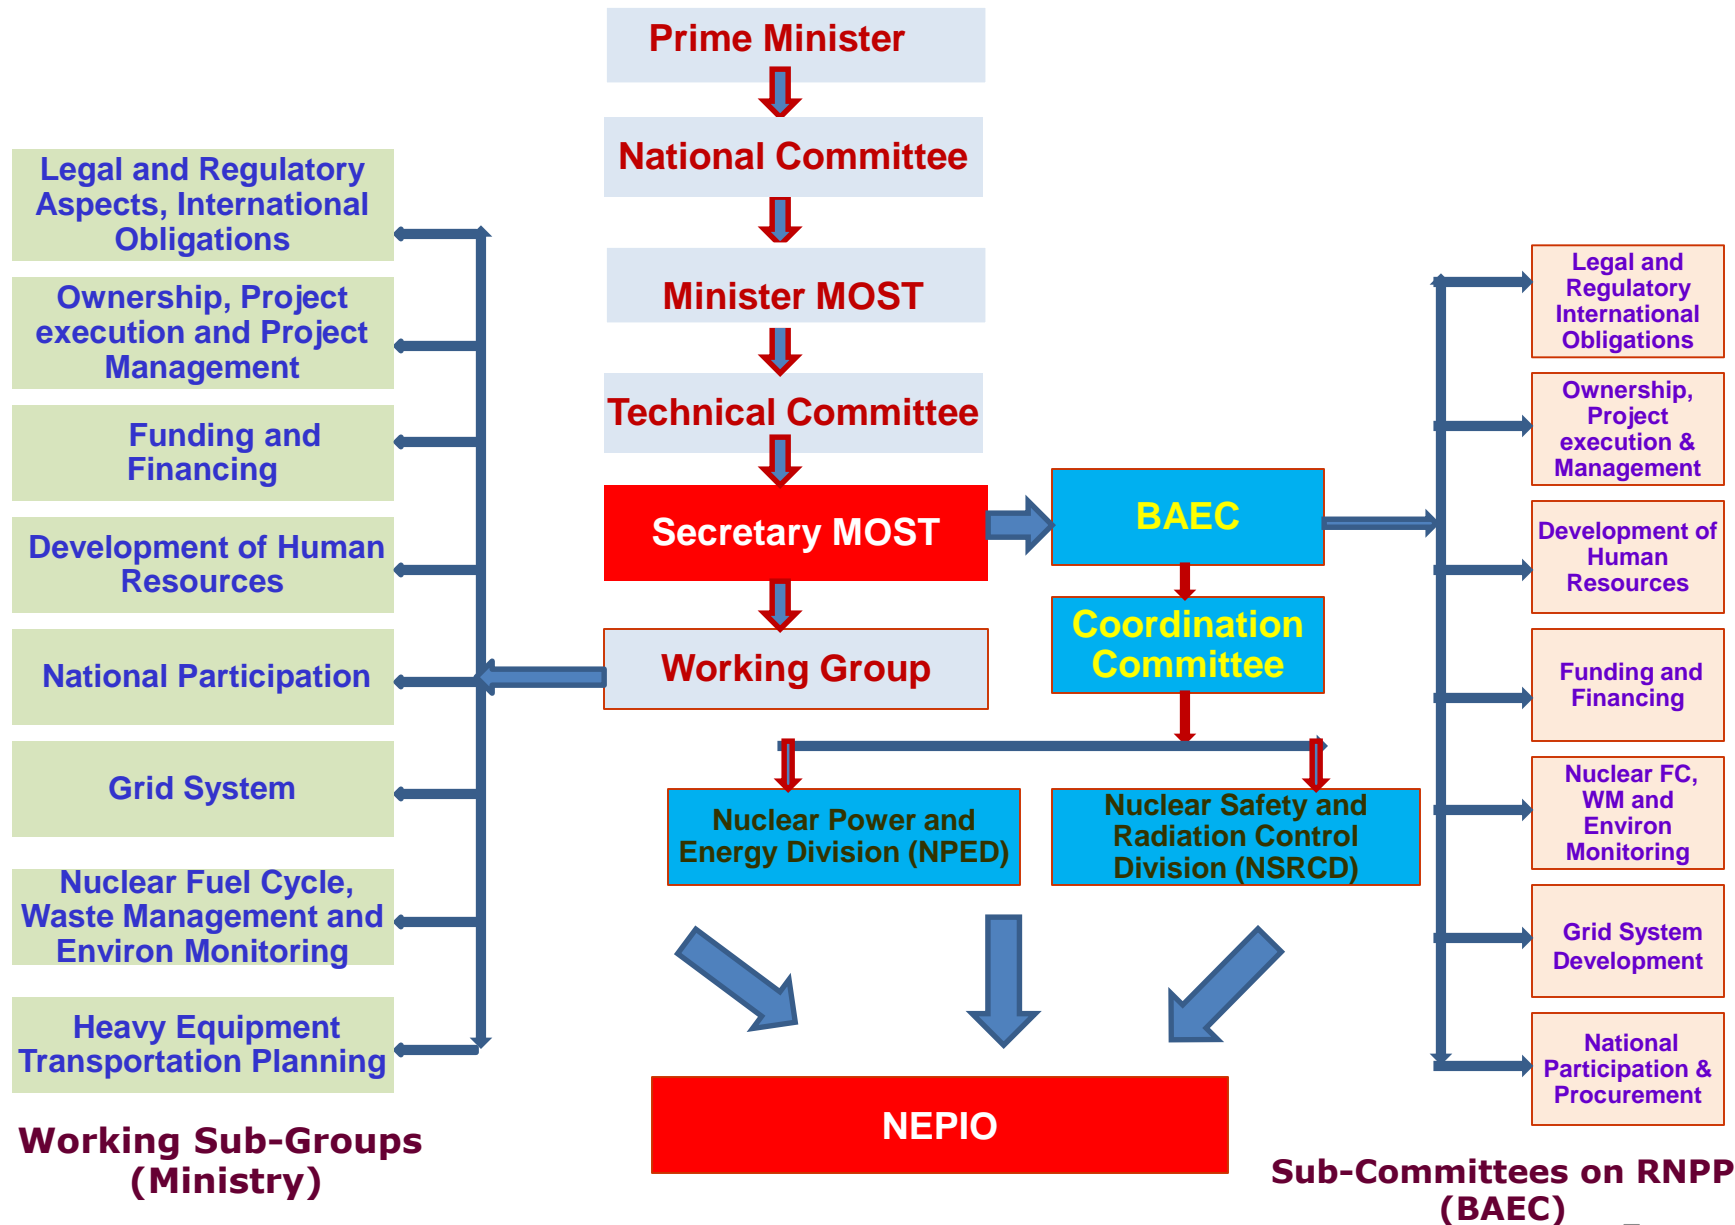 Prime Minister
National Committee
Minister MOST
Technical Committee
Secretary MOST
Working Group
BAEC
Coordination
Committee
Nuclear Power and
Energy Division (NPED)
Nuclear Safety and
Radiation Control
Division (NSRCD)
NEPIO
Legal and Regulatory
Aspects, International
Obligations
Ownership, Project
execution and Project
Management
Funding and
Financing
Development of Human
Resources
National Participation
Grid System
Nuclear Fuel Cycle,
Waste Management and
Environ Monitoring
Heavy Equipment
Transportation Planning
Working Sub-Groups
(Ministry)
Legal and
Regulatory
International
Obligations
Ownership,
Project
execution &
Management
Development of
Human
Resources
Funding and
Financing
Nuclear FC,
WM and
Environ
Monitoring
Grid System
Development
National
Participation &
Procurement
Sub-Committees on RNPP
(BAEC)